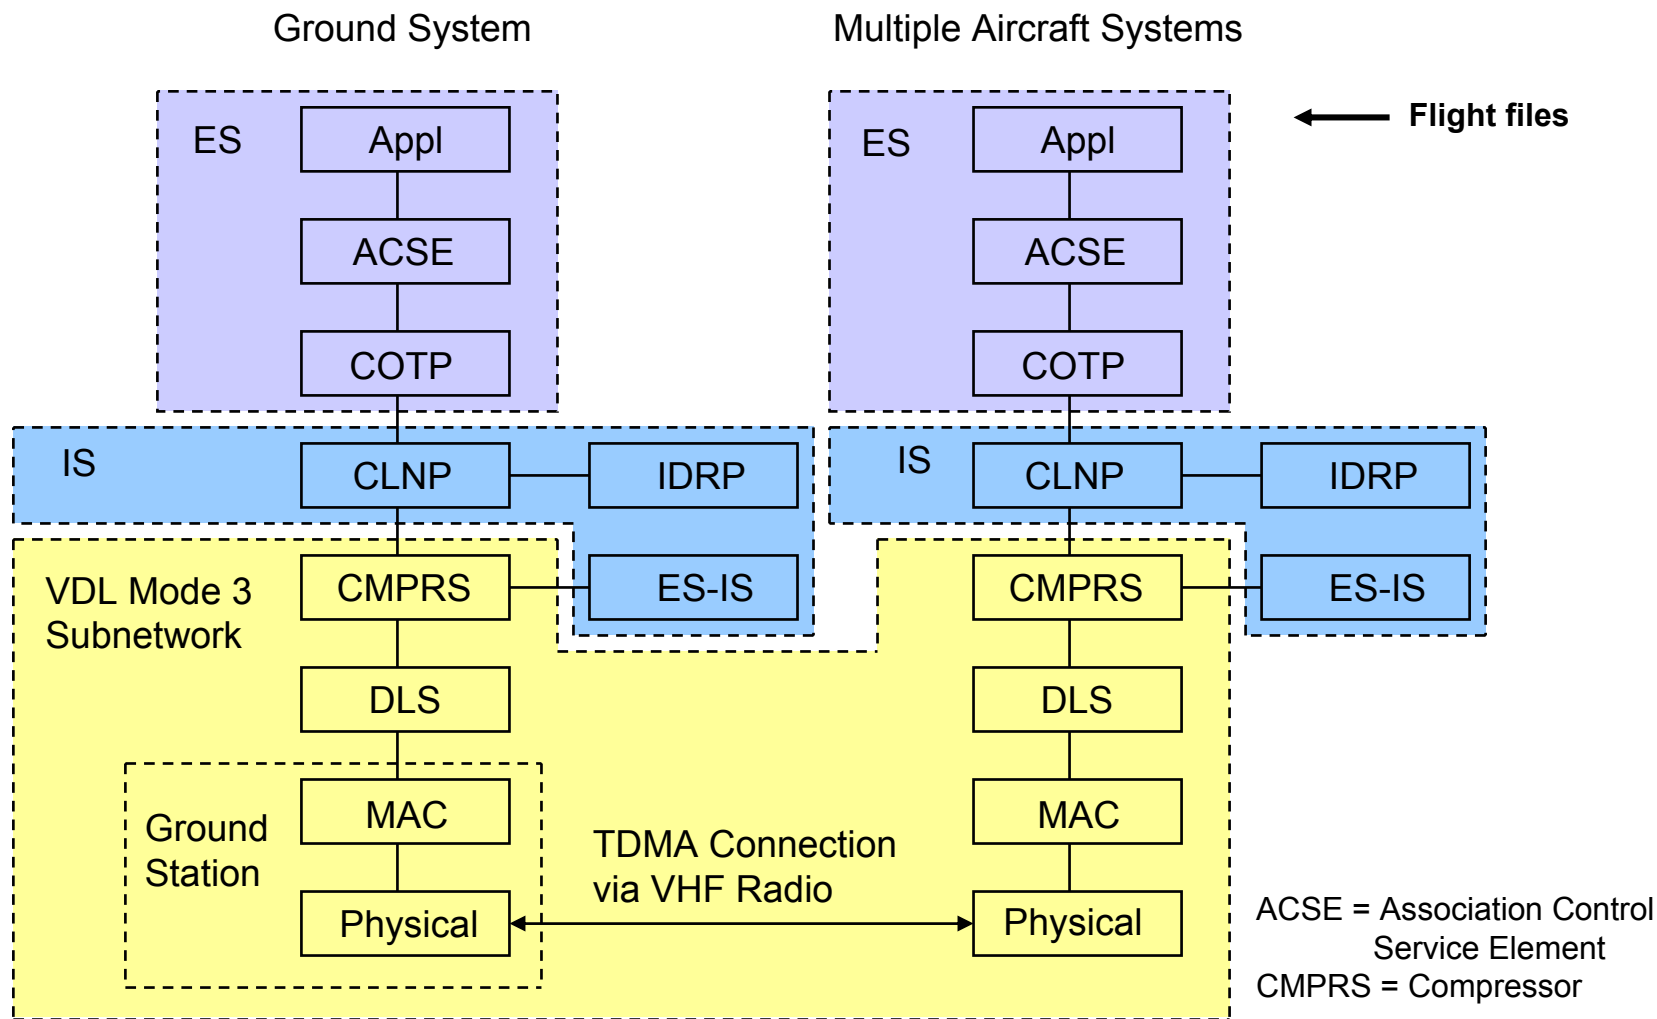 Ground System
Multiple Aircraft Systems
Flight files
ES
Appl
ACSE
COTP
ES
Appl
ACSE
COTP
IS
CLNP
IDRP
ES-IS
IS
CLNP
IDRP
ES-IS
VDL Mode 3
Subnetwork
CMPRS
DLS
Ground
Station
MAC
Physical
TDMA Connection
via VHF Radio
CMPRS
DLS
MAC
Physical
ACSE = Association Control
Service Element
CMPRS = Compressor